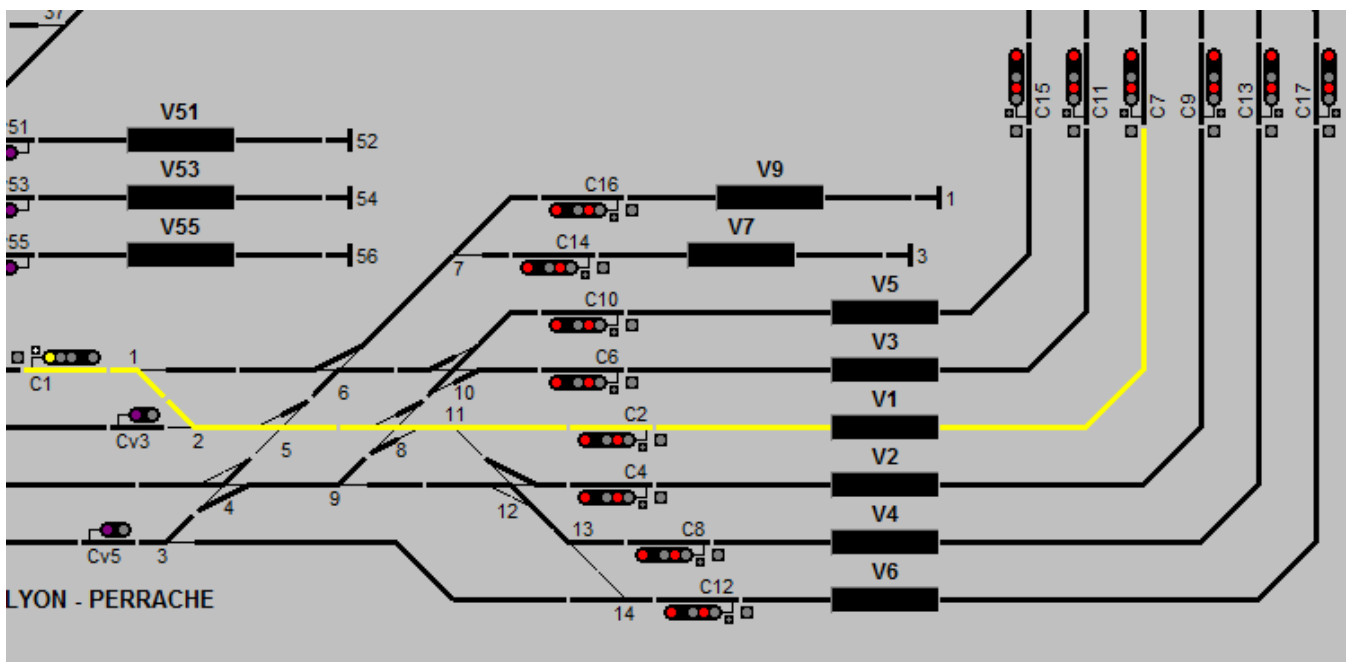 37
C15
C11
C7
C9
C13
C17
51
V51
52
53
V53
54
55
V55
56
C16
V9
1
C14
V7
3
7
C10
V5
C1
1
6
C6
V3
10
Cv3
2
5
8
11
C2
V1
4
9
12
C4
V2
Cv5
3
13
C8
V4
LYON - PERRACHE
14
C12
V6